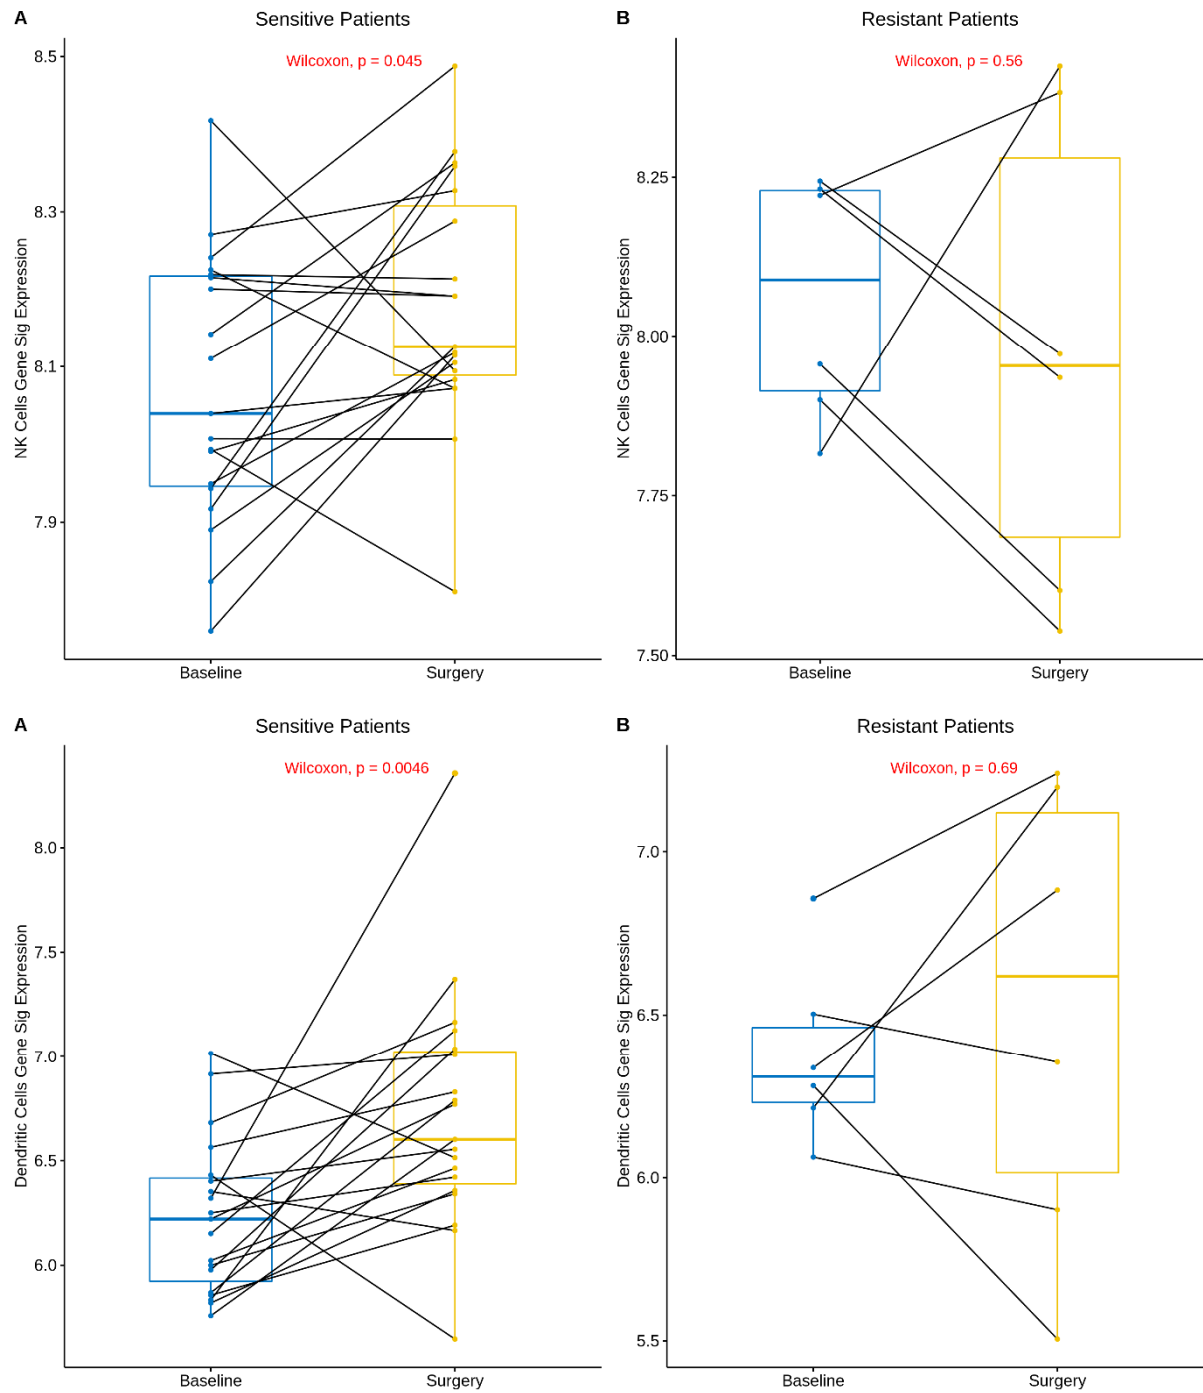 A
Sensitive Patients
Wilcoxon, p = 0.045
8.5
8.3
8.1
7.9
NK Cells Gene Sig Expression
Baseline
Surgery
B
Resistant Patients
Wilcoxon, p = 0.56
8.25
8.00
7.75
7.50
NK Cells Gene Sig Expression
Baseline
Surgery
A
Sensitive Patients
Wilcoxon, p = 0.0046
8.0
7.5
7.0
6.5
6.0
Dendritic Cells Gene Sig Expression
Baseline
Surgery
B
Resistant Patients
Wilcoxon, p = 0.69
7.0
6.5
6.0
5.5
Dendritic Cells Gene Sig Expression
Baseline
Surgery